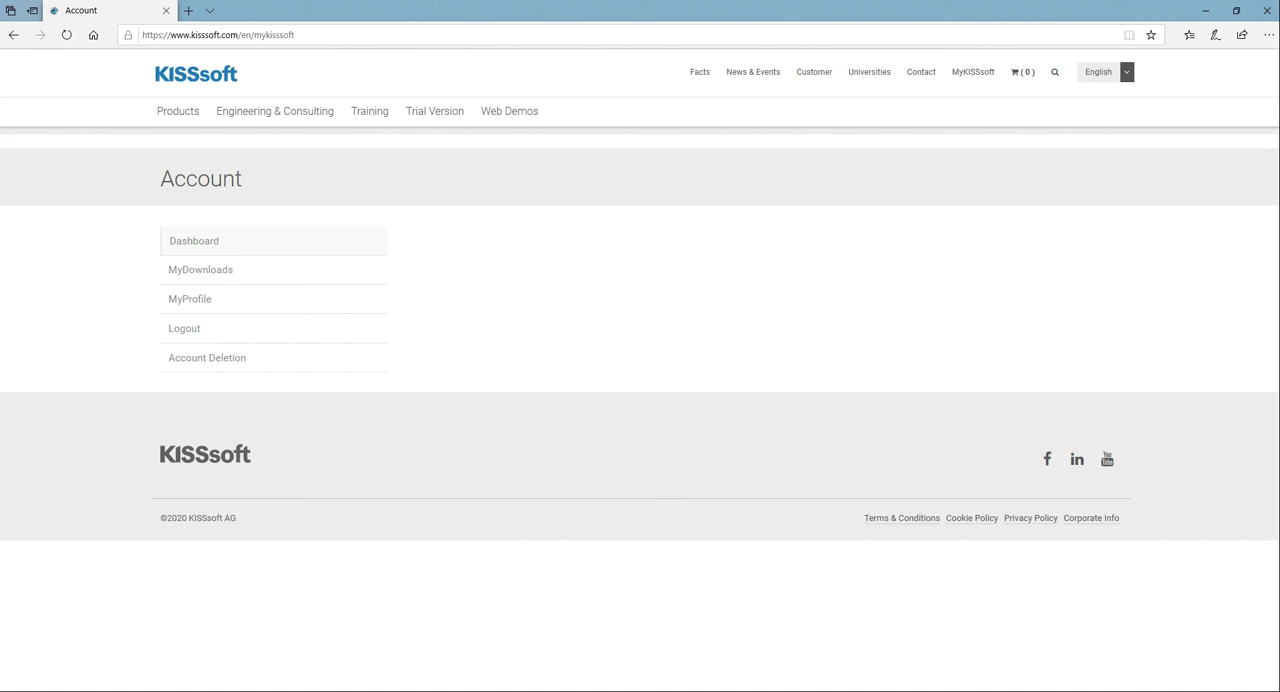 Account
https://www.kisssoft.com/en/mykisssoft
KISSsoft
Facts News & Events Customer Universities Contact MyKISSsoft ( 0 ) English
Products Engineering & Consulting Training Trial Version Web Demos
Account
Dashboard
MyDownloads
MyProfile
Logout
Account Deletion
KISSsoft
You Tube
©2020 KISSsoft AG Terms & Conditions Cookie Policy Privacy Policy Corporate Info